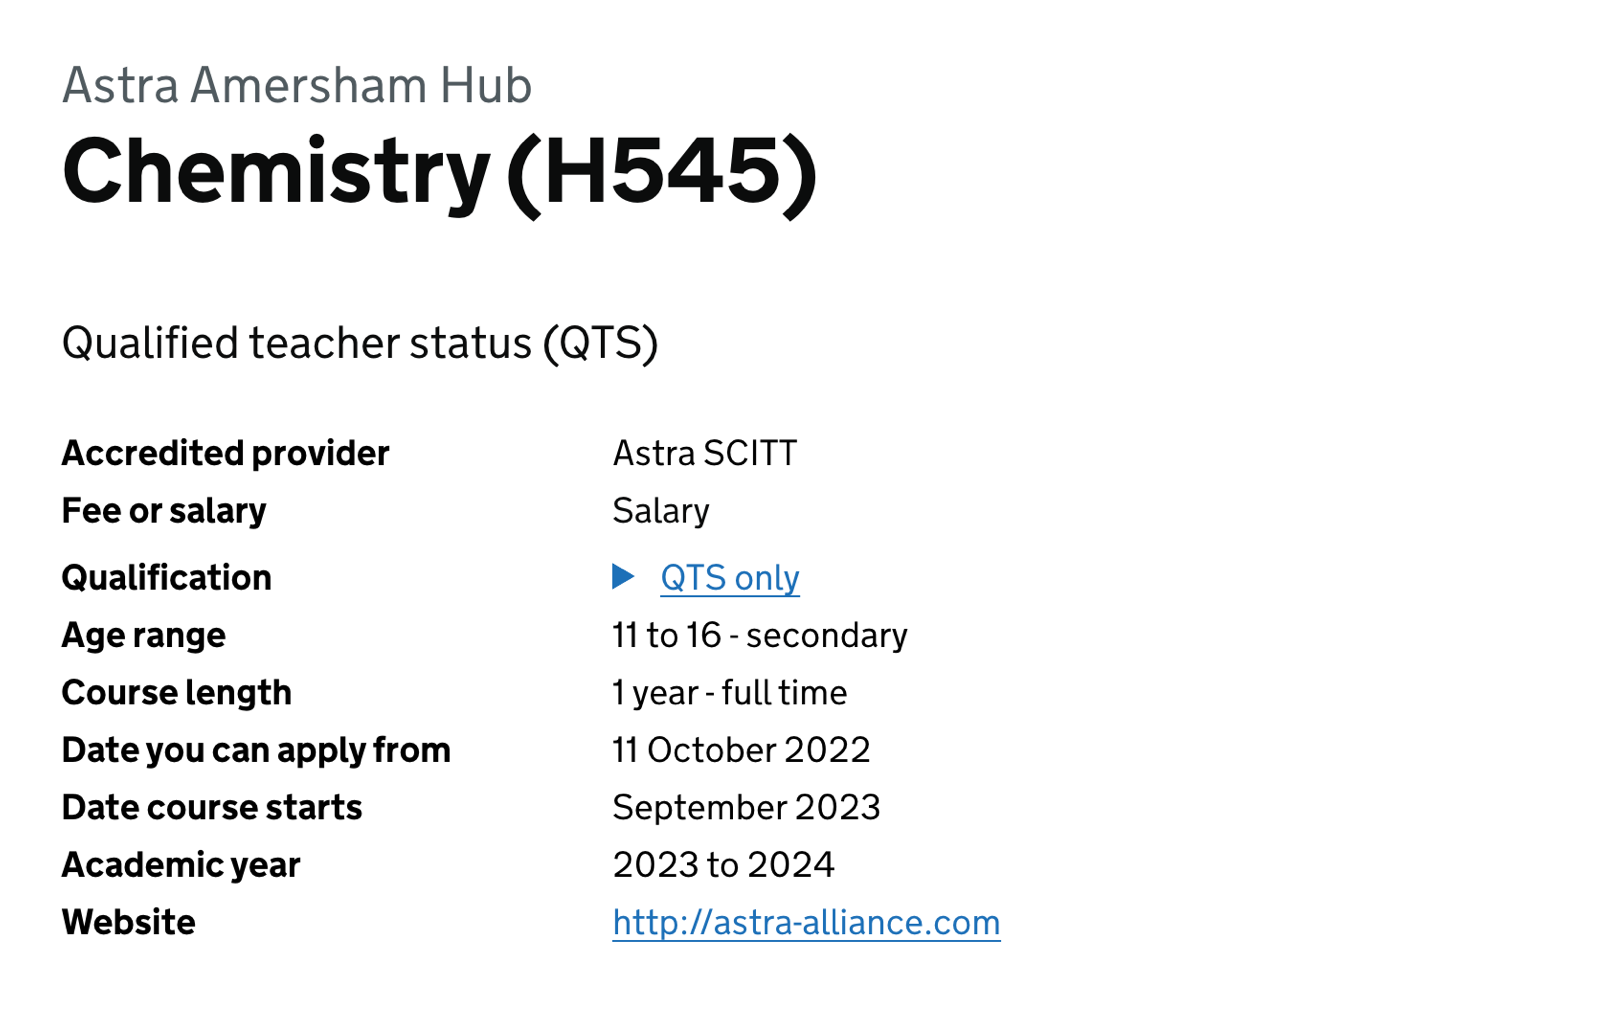 Astra Amersham Hub
Chemistry (H545)
Qualified teacher status (QTS)
Accredited provider Astra SCITT
Fee or salary Salary
Qualification QTS only
Age range 11 to 16 - secondary
Course length 1 year - full time
Date you can apply from 11 October 2022
Date course starts September 2023
Academic year 2023 to 2024
Website http://astra-alliance.com